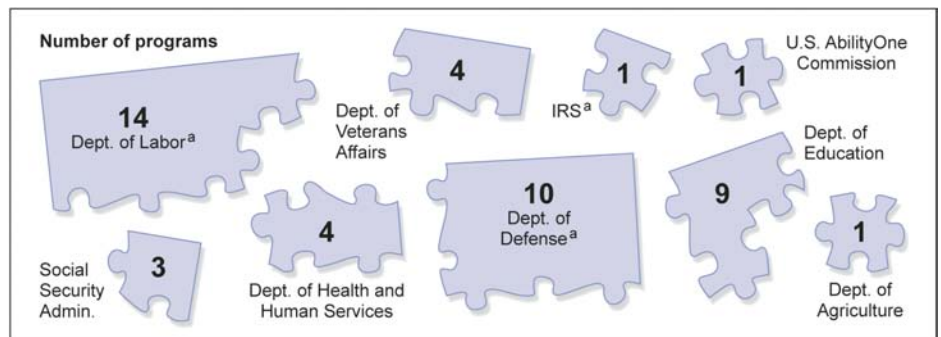 Number of programs
14
Dept. of Labor a
4
Dept. of
Veterans
Affairs
1
IRS a
1
U.S. AbilityOne
Commission
3
Social
Security
Admin.
4
Dept. of Health and
Human Services
10
Dept. of
Defense a
9
Dept. of
Education
1
Dept. of
Agriculture